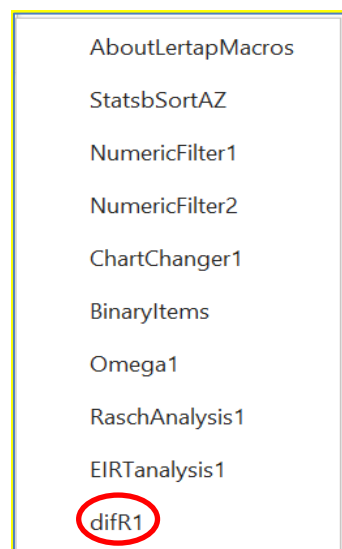 AboutLertapMacros
StatsbSortAZ
NumericFilter1
NumericFilter2
ChartChanger1
BinaryItems
Omega1
RaschAnalysis1
EIRTanalysis1
difR1